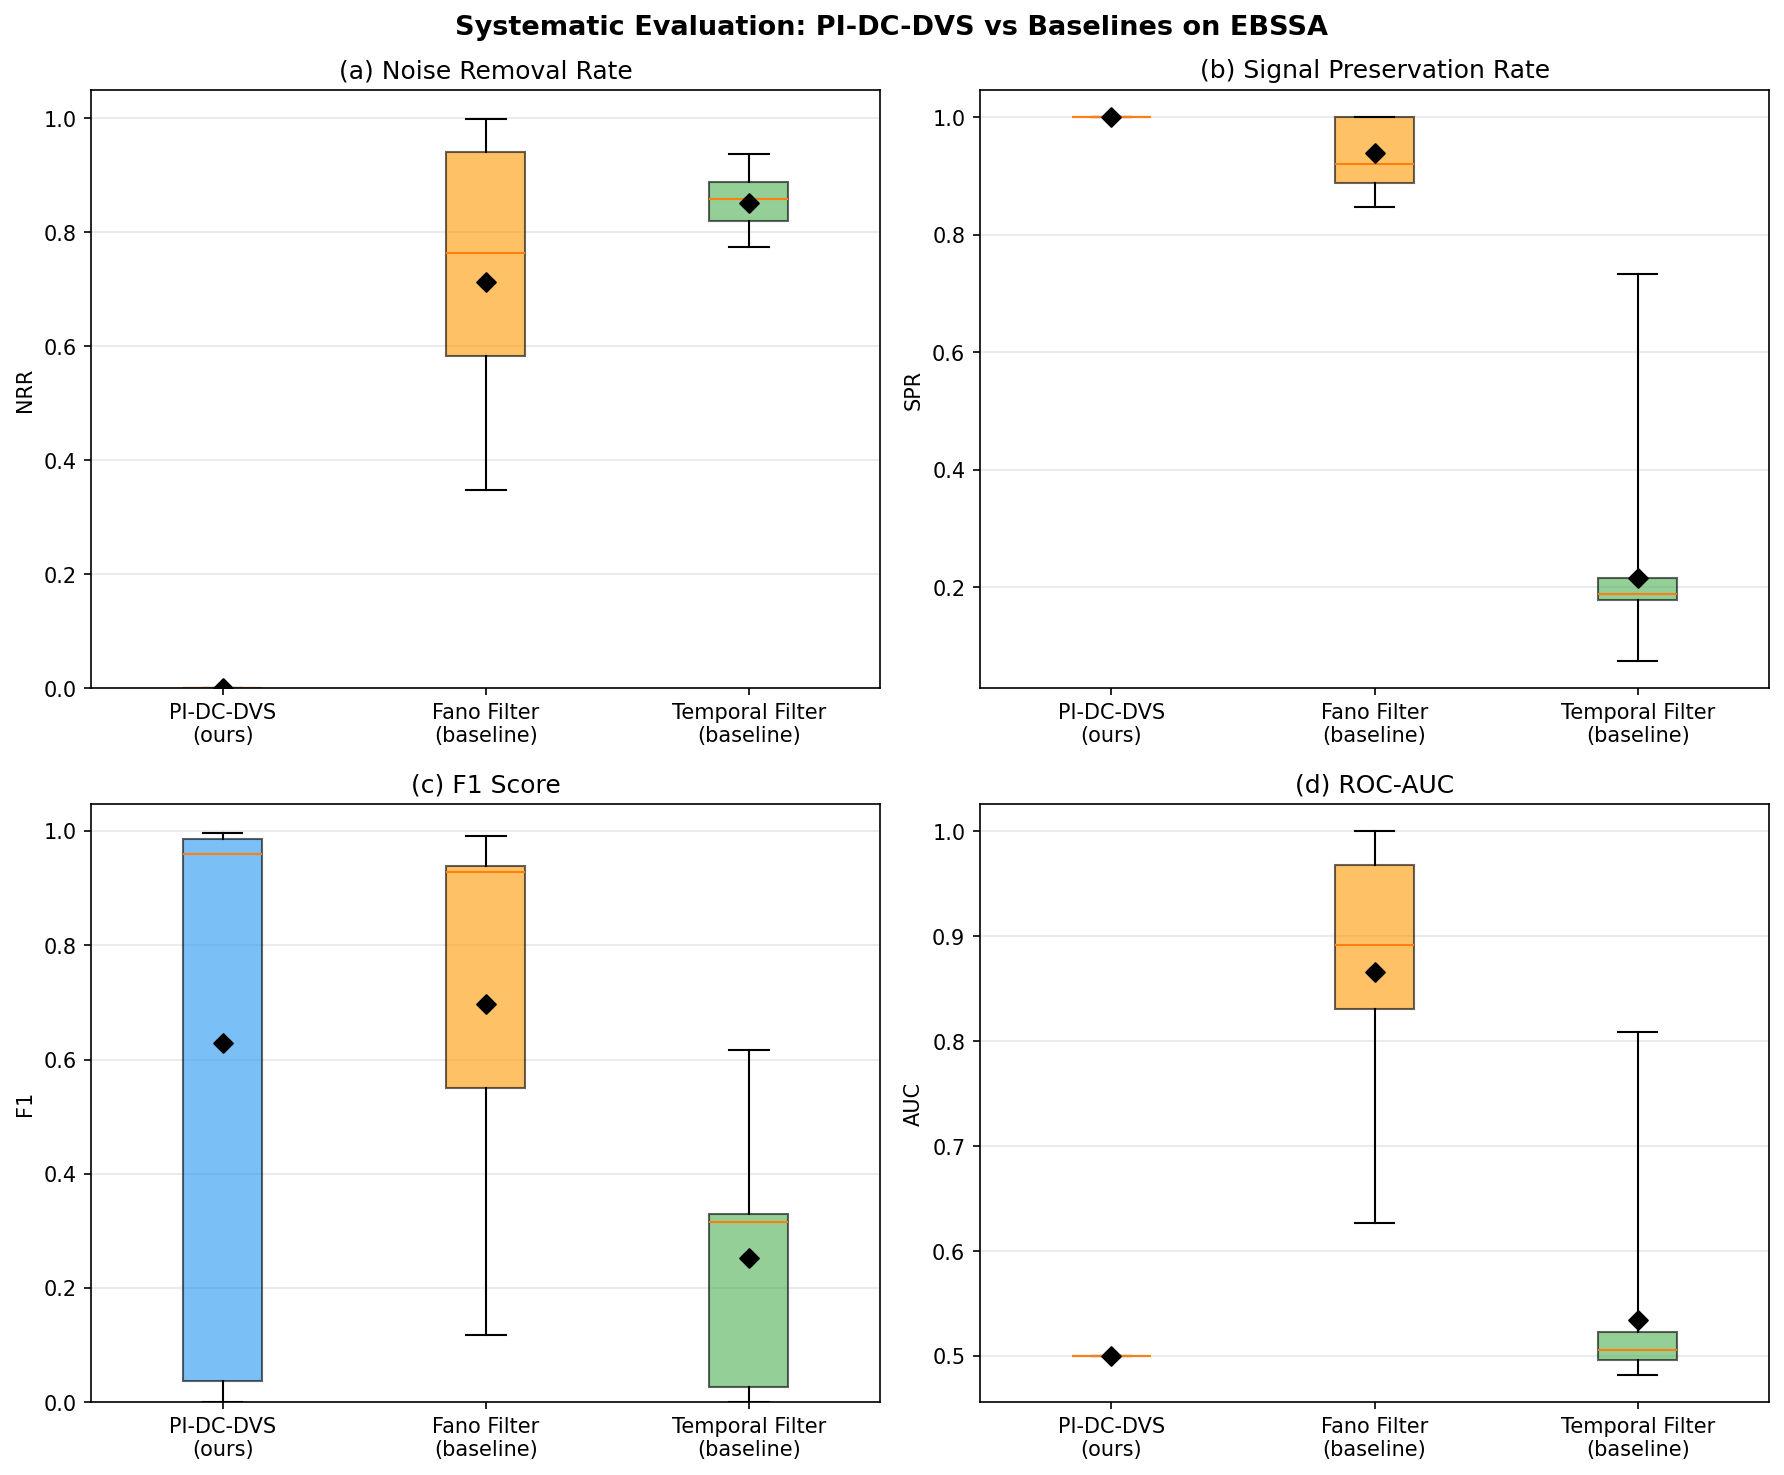 Systematic Evaluation: PI-DC-DVS vs Baselines on EBSSA
(a) Noise Removal Rate
NRR
1.0
0.8
0.6
0.4
0.2
0.0
PI-DC-DVS
(ours)
Fano Filter
(baseline)
Temporal Filter
(baseline)
(b) Signal Preservation Rate
SPR
1.0
0.8
0.6
0.4
0.2
PI-DC-DVS
(ours)
Fano Filter
(baseline)
Temporal Filter
(baseline)
(c) F1 Score
F1
1.0
0.8
0.6
0.4
0.2
0.0
PI-DC-DVS
(ours)
Fano Filter
(baseline)
Temporal Filter
(baseline)
(d) ROC-AUC
AUC
1.0
0.9
0.8
0.7
0.6
0.5
PI-DC-DVS
(ours)
Fano Filter
(baseline)
Temporal Filter
(baseline)